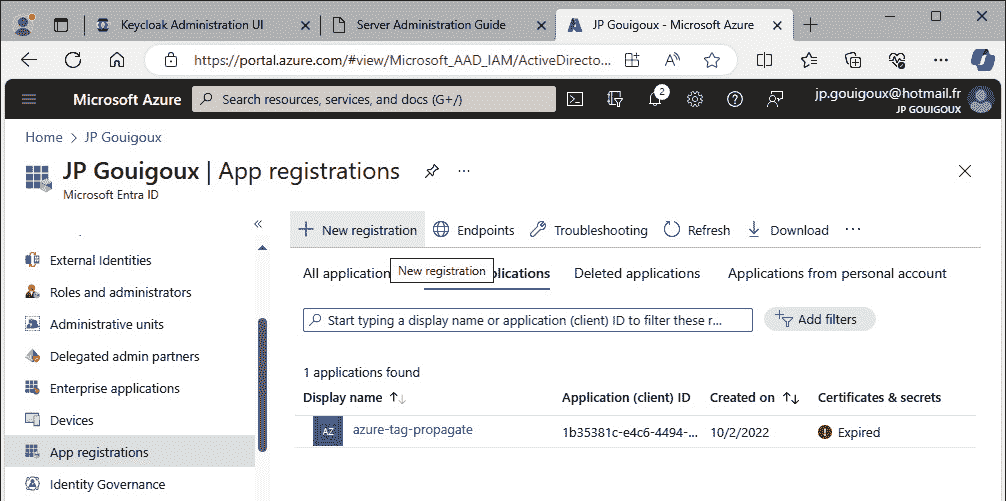 Keycloak Administration UI
Server Administration Guide
JP Gouigoux - Microsoft Azure
https://portal.azure.com/#view/Microsoft_AAD_IAM/ActiveDirecto...
Microsoft Azure
Search resources, services, and docs (G+/)
2
jp.gouigoux@hotmail.fr
JP GOUIGOUX
Home > JP Gouigoux
JP Gouigoux | App registrations
Microsoft Entra ID
External Identities
Roles and administrators
Administrative units
Delegated admin partners
Enterprise applications
Devices
App registrations
Identity Governance
New registration
Endpoints
Troubleshooting
Refresh
Download
All application
New registration
plications
Deleted applications
Applications from personal account
Start typing a display name or application (client) ID to filter these r...
Add filters
1 applications found
Display name
Application (client) ID
Created on
Certificates & secrets
AZ
azure-tag-propagate
1b35381c-e4c6-4494-...
10/2/2022
Expired